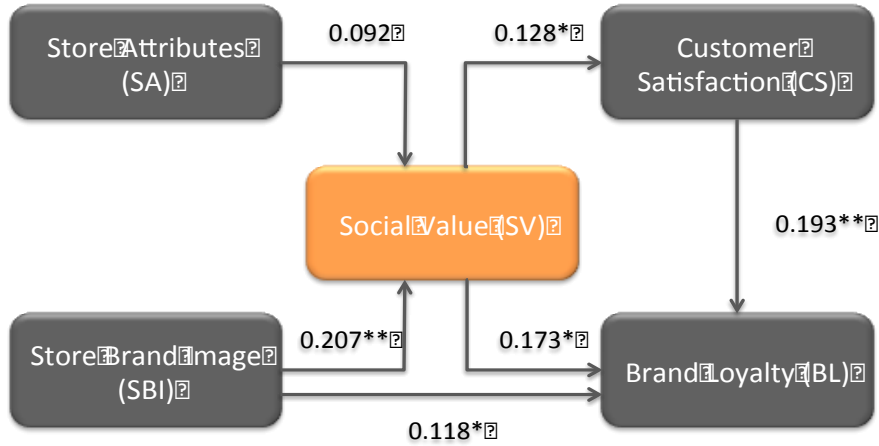 Store Attributes
(SA)
0.092
0.128*
Customer
Satisfaction (CS)
Social Value (SV)
0.193**
Store Brand Image
(SBI)
0.207**
0.173*
Brand Loyalty (BL)
0.118*